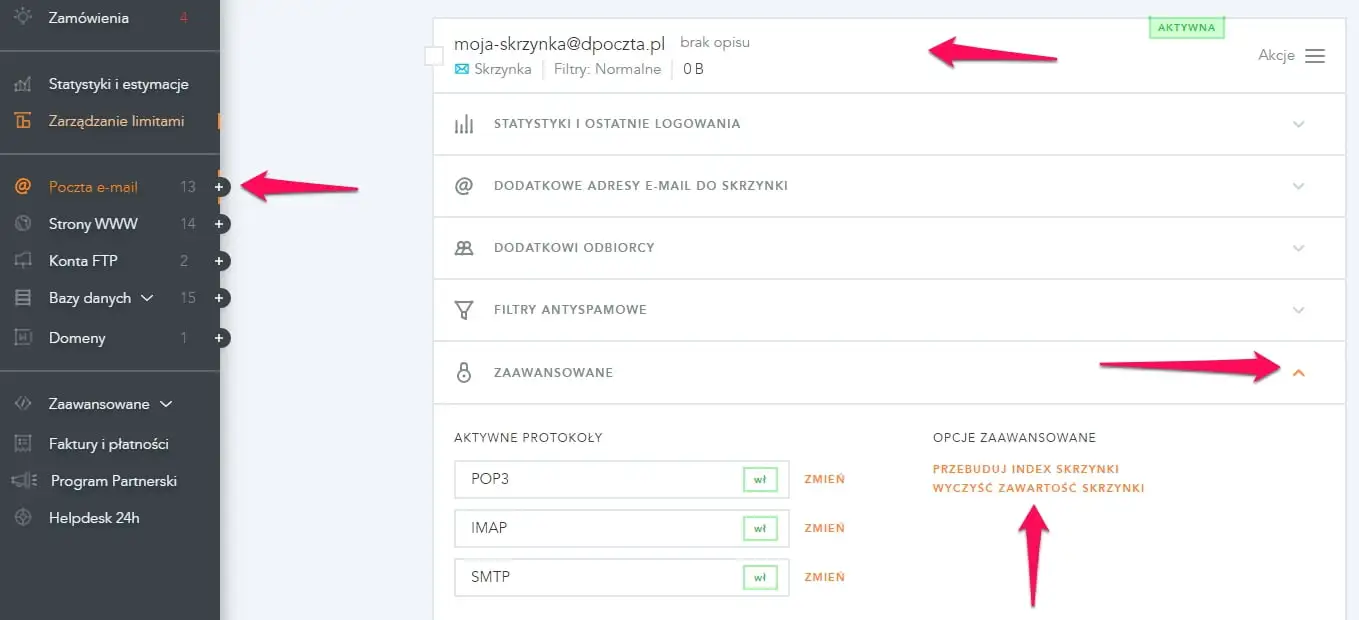 Zamówienia 4
Statystyki i estymacje
Zarządzanie limitami
Poczta e-mail 13 +
Strony WWW 14 +
Konta FTP 2 +
Bazy danych 15 +
Domeny 1 +
Zaawansowane
Faktury i płatności
Program Partnerski
Helpdesk 24h
AKTYWNA
moja-skrzynka@dpoczta.pl brak opisu
Skrzynka Filtry: Normalne 0 B
Akcje
STATYSTYKI I OSTATNIE LOGOWANIA
DODATKOWE ADRESY E-MAIL DO SKRZYNKI
DODATKOWI ODBIORCY
FILTRY ANTYSPAMOWE
ZAAWANSOWANE
AKTYWNE PROTOKOŁY
POP3 wł ZMIEŃ
IMAP wł ZMIEŃ
SMTP wł ZMIEŃ
OPCJE ZAAWANSOWANE
PRZEBUDUJ INDEX SKRZYNKI
WYCZYŚĆ ZAWARTOŚĆ SKRZYNKI